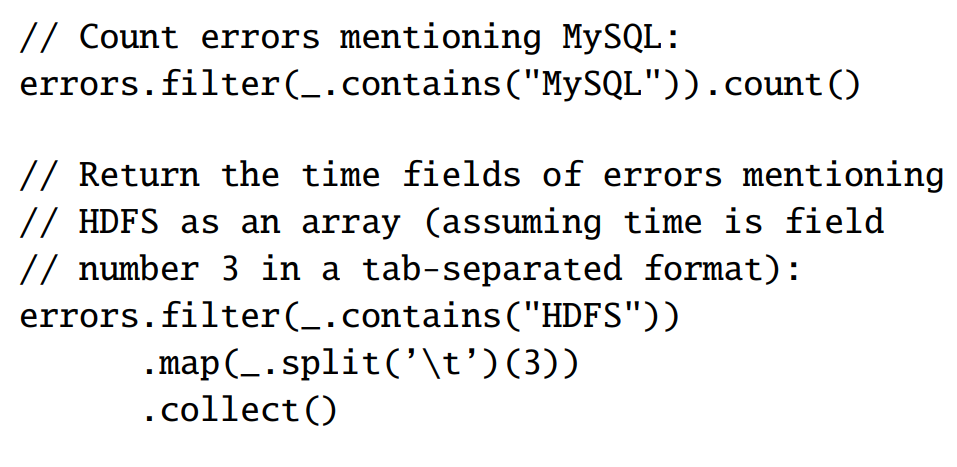 // Count errors mentioning MySQL:
errors.filter(_.contains("MySQL")).count()

// Return the time fields of errors mentioning
// HDFS as an array (assuming time is field
// number 3 in a tab-separated format):
errors.filter(_.contains("HDFS"))
      .map(_.split(’\t’)(3))
      .collect()